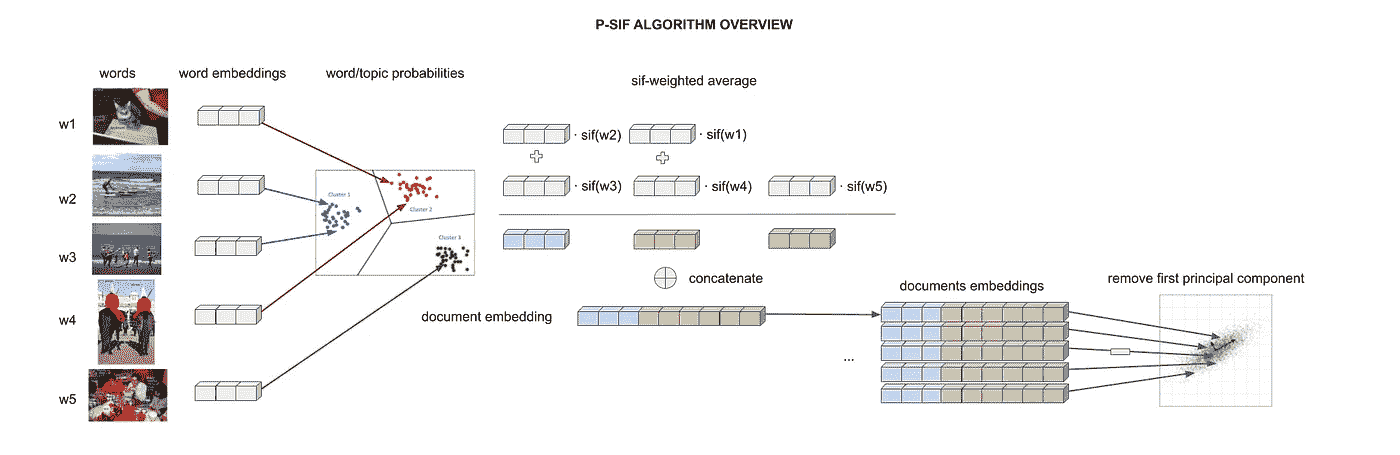 P-SIF ALGORITHM OVERVIEW
words
word embeddings
word/topic probabilities
sif-weighted average
w1
w2
w3
w4
w5
Cluster 1
Cluster 2
Cluster 3
· sif(w2)
· sif(w1)
· sif(w3)
· sif(w4)
· sif(w5)
concatenate
document embedding
documents embeddings
...
remove first principal component